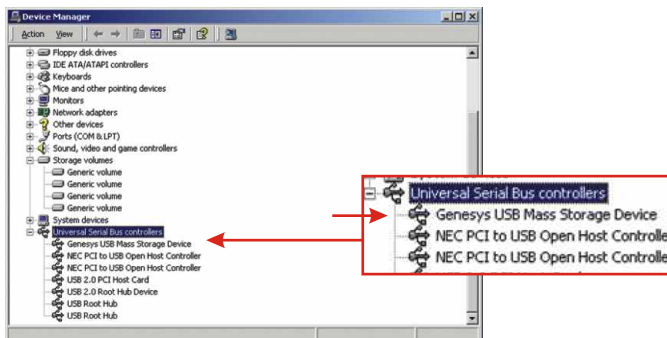 Device Manager
Action View
Floppy disk drives
IDE ATA/ATAPI controllers
Keyboards
Mice and other pointing devices
Monitors
Network adapters
Other devices
Ports (COM & LPT)
Sound, video and game controllers
Storage volumes
Generic volume
Generic volume
Generic volume
Generic volume
System devices
Universal Serial Bus controllers
Genesys USB Mass Storage Device
NEC PCI to USB Open Host Controller
NEC PCI to USB Open Host Controller
USB 2.0 PCI Host Card
USB 2.0 Root Hub Device
USB Root Hub
USB Root Hub
Universal Serial Bus controllers
Genesys USB Mass Storage Device
NEC PCI to USB Open Host Controlle
NEC PCI to USB Open Host Controlle